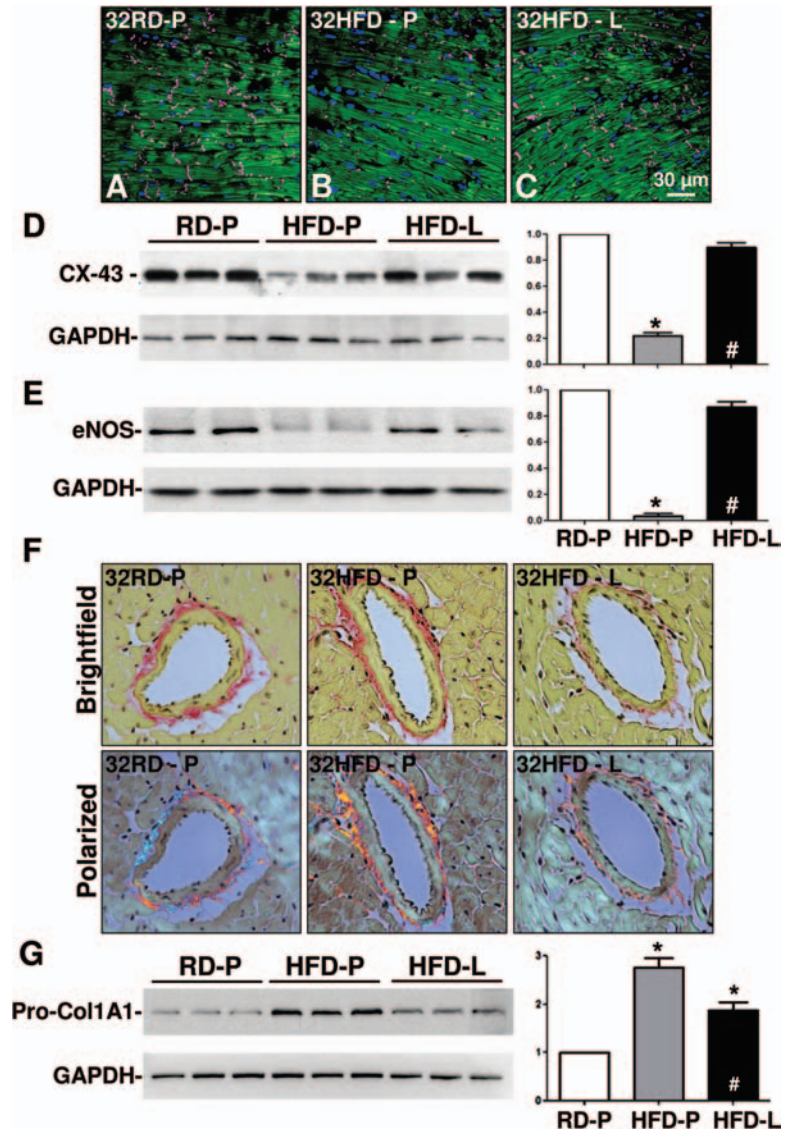 32RD-P 32HFD - P 32HFD - L
A B C 30 µm
D RD-P HFD-P HFD-L
CX-43 -
GAPDH-
1.0
0.8
0.6
0.4
0.2
0.0
*
#
E
eNOS-
GAPDH-
1.0
0.8
0.6
0.4
0.2
0.0
*
#
RD-P HFD-P HFD-L
F
Brightfield
32RD-P 32HFD - P 32HFD - L
Polarized
32RD - P 32HFD - P 32HFD - L
G RD-P HFD-P HFD-L
Pro-Col1A1-
GAPDH-
3
2
1
0
*
*
#
RD-P HFD-P HFD-L